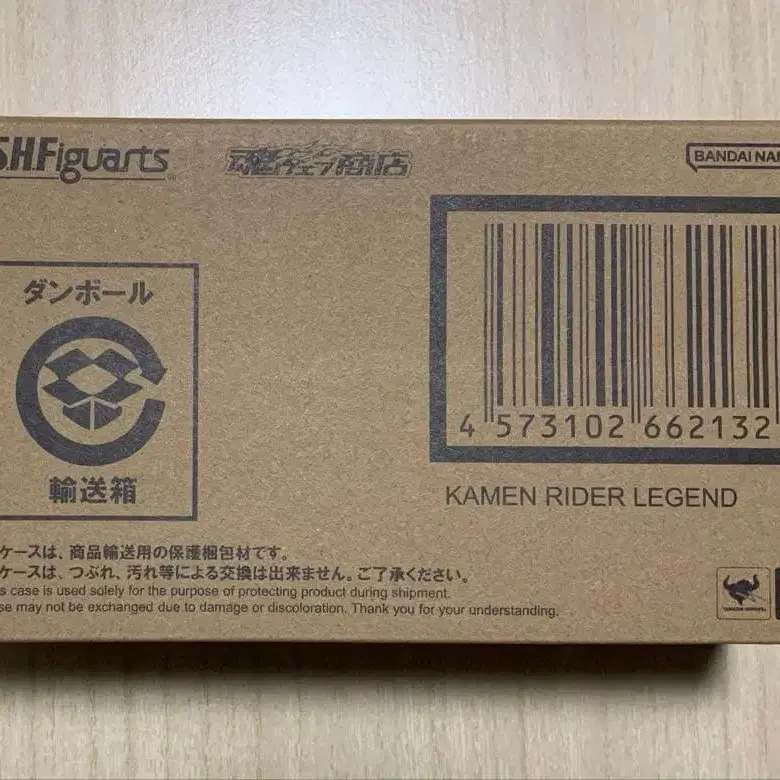 S.H.Figuarts
魂ウェブ商店
BANDAI NAM
ダンボール
輸送箱
4 573102 662132
KAMEN RIDER LEGEND
ケースは、商品輸送用の保護梱包材です。
ケースは、つぶれ、汚れ等による交換は出来ません。ご了承ください。
s case is used solely for the purpose of protecting product during shipment.
se may not be exchanged due to damage or discoloration. Thank you for your understanding.